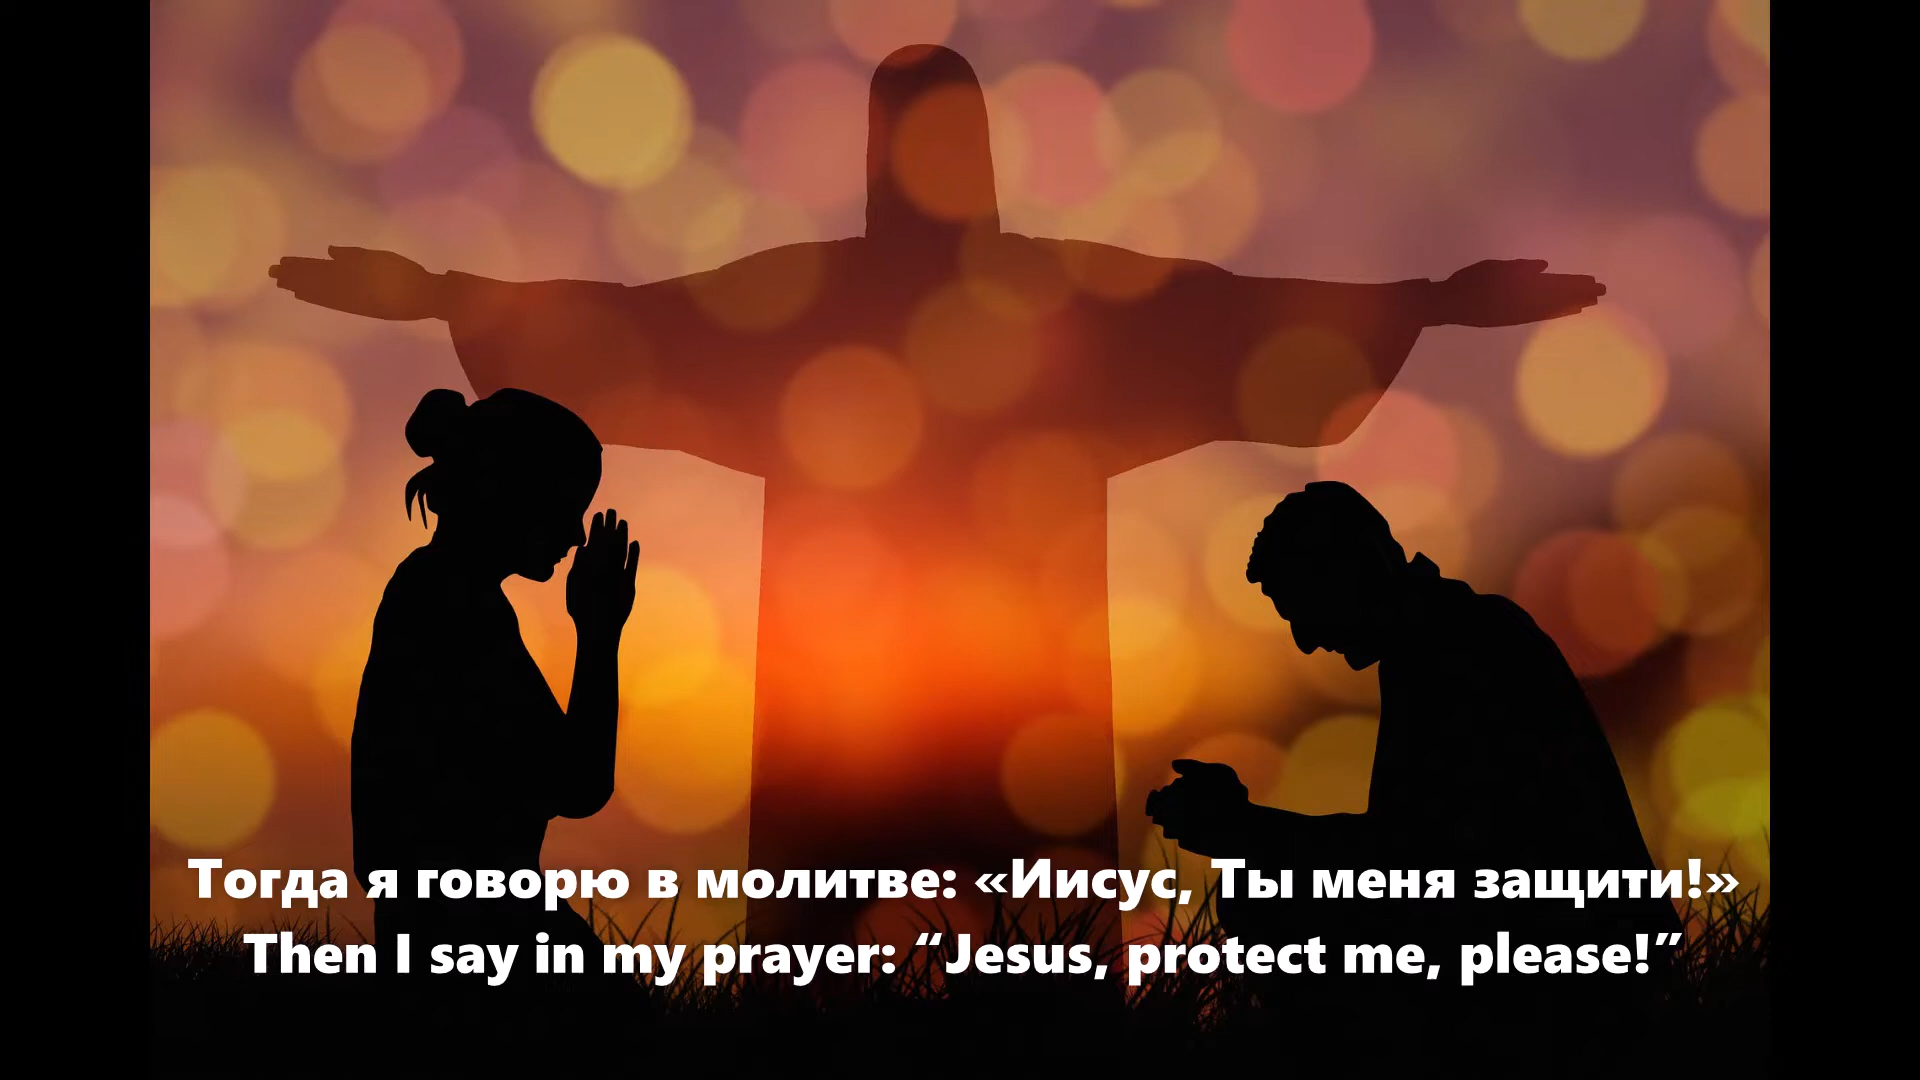 Тогда я говорю в молитве: «Иисус, Ты меня защити!»
Then I say in my prayer: “Jesus, protect me, please!”